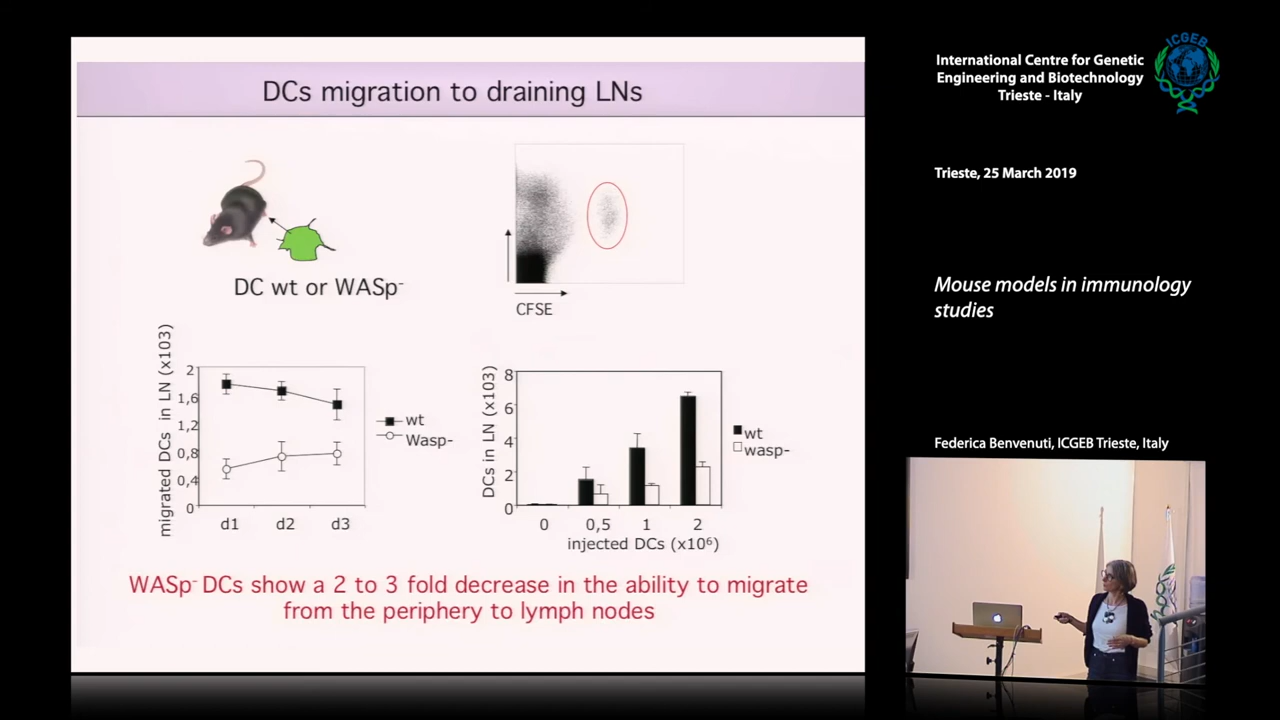 DCs migration to draining LNs
DC wt or WASp-
CFSE
migrated DCs in LN (x103)
2
1,6
1,2
0,8
0,4
0
d1 d2 d3
wt
Wasp-
DCs in LN (x103)
8
6
4
2
0
0 0,5 1 2
injected DCs (x10⁶)
wt
wasp-
WASp- DCs show a 2 to 3 fold decrease in the ability to migrate
from the periphery to lymph nodes
International Centre for Genetic
Engineering and Biotechnology
Trieste - Italy
ICGEB
Trieste, 25 March 2019
Mouse models in immunology
studies
Federica Benvenuti, ICGEB Trieste, Italy